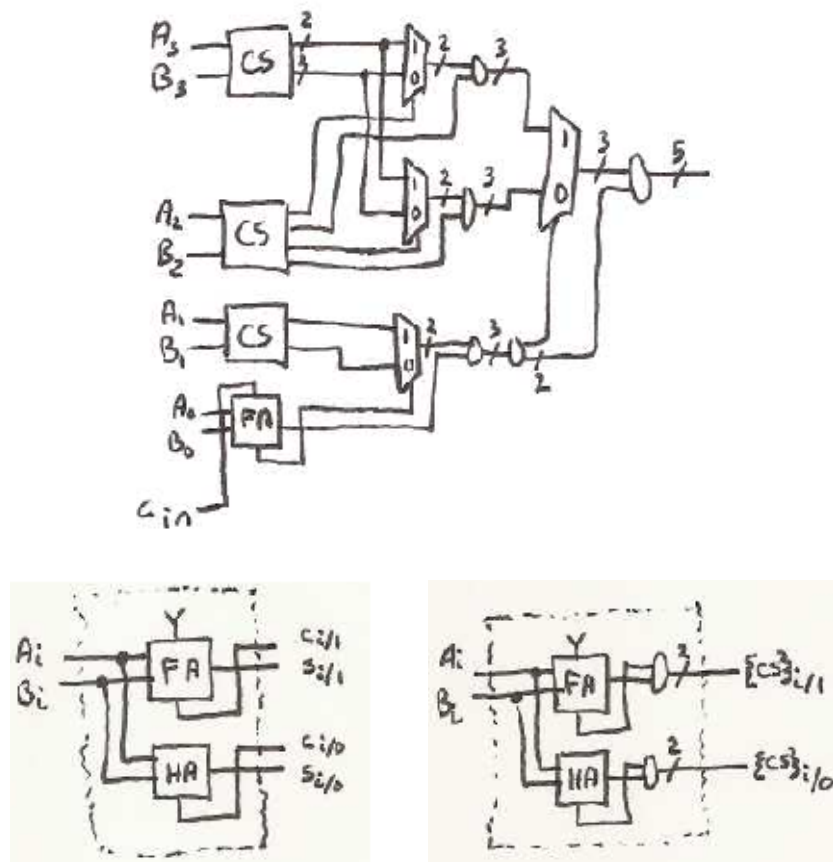 A3 CS 2 1 2 3
B3 2 0
1 3 5
1 2 3 0
A2 CS 0
B2
A1 CS 1 2 3
B1 0 2
A0 FA
B0
Cin
Ai FA Ci/1
Bi Si/1
HA Ci/0
Si/0
Ai FA 2 {CS}i/1
Bi
HA 2 {CS}i/0